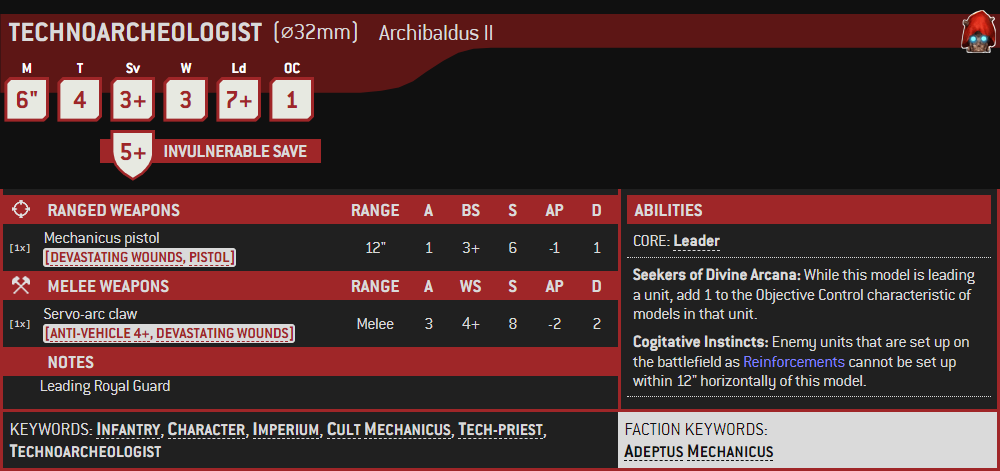 TECHNOARCHEOLOGIST (⌀32mm) Archibaldus II
M T Sv W Ld OC
6" 4 3+ 3 7+ 1
5+ INVULNERABLE SAVE
RANGED WEAPONS RANGE A BS S AP D
[1x] Mechanicus pistol 12" 1 3+ 6 -1 1
[DEVASTATING WOUNDS, PISTOL]
MELEE WEAPONS RANGE A WS S AP D
[1x] Servo-arc claw Melee 3 4+ 8 -2 2
[ANTI-VEHICLE 4+, DEVASTATING WOUNDS]
NOTES
Leading Royal Guard
ABILITIES
CORE: Leader
Seekers of Divine Arcana: While this model is leading
a unit, add 1 to the Objective Control characteristic of
models in that unit.
Cogitative Instincts: Enemy units that are set up on
the battlefield as Reinforcements cannot be set up
within 12" horizontally of this model.
KEYWORDS: INFANTRY, CHARACTER, IMPERIUM, CULT MECHANICUS, TECH-PRIEST,
TECHNOARCHEOLOGIST
FACTION KEYWORDS:
ADEPTUS MECHANICUS